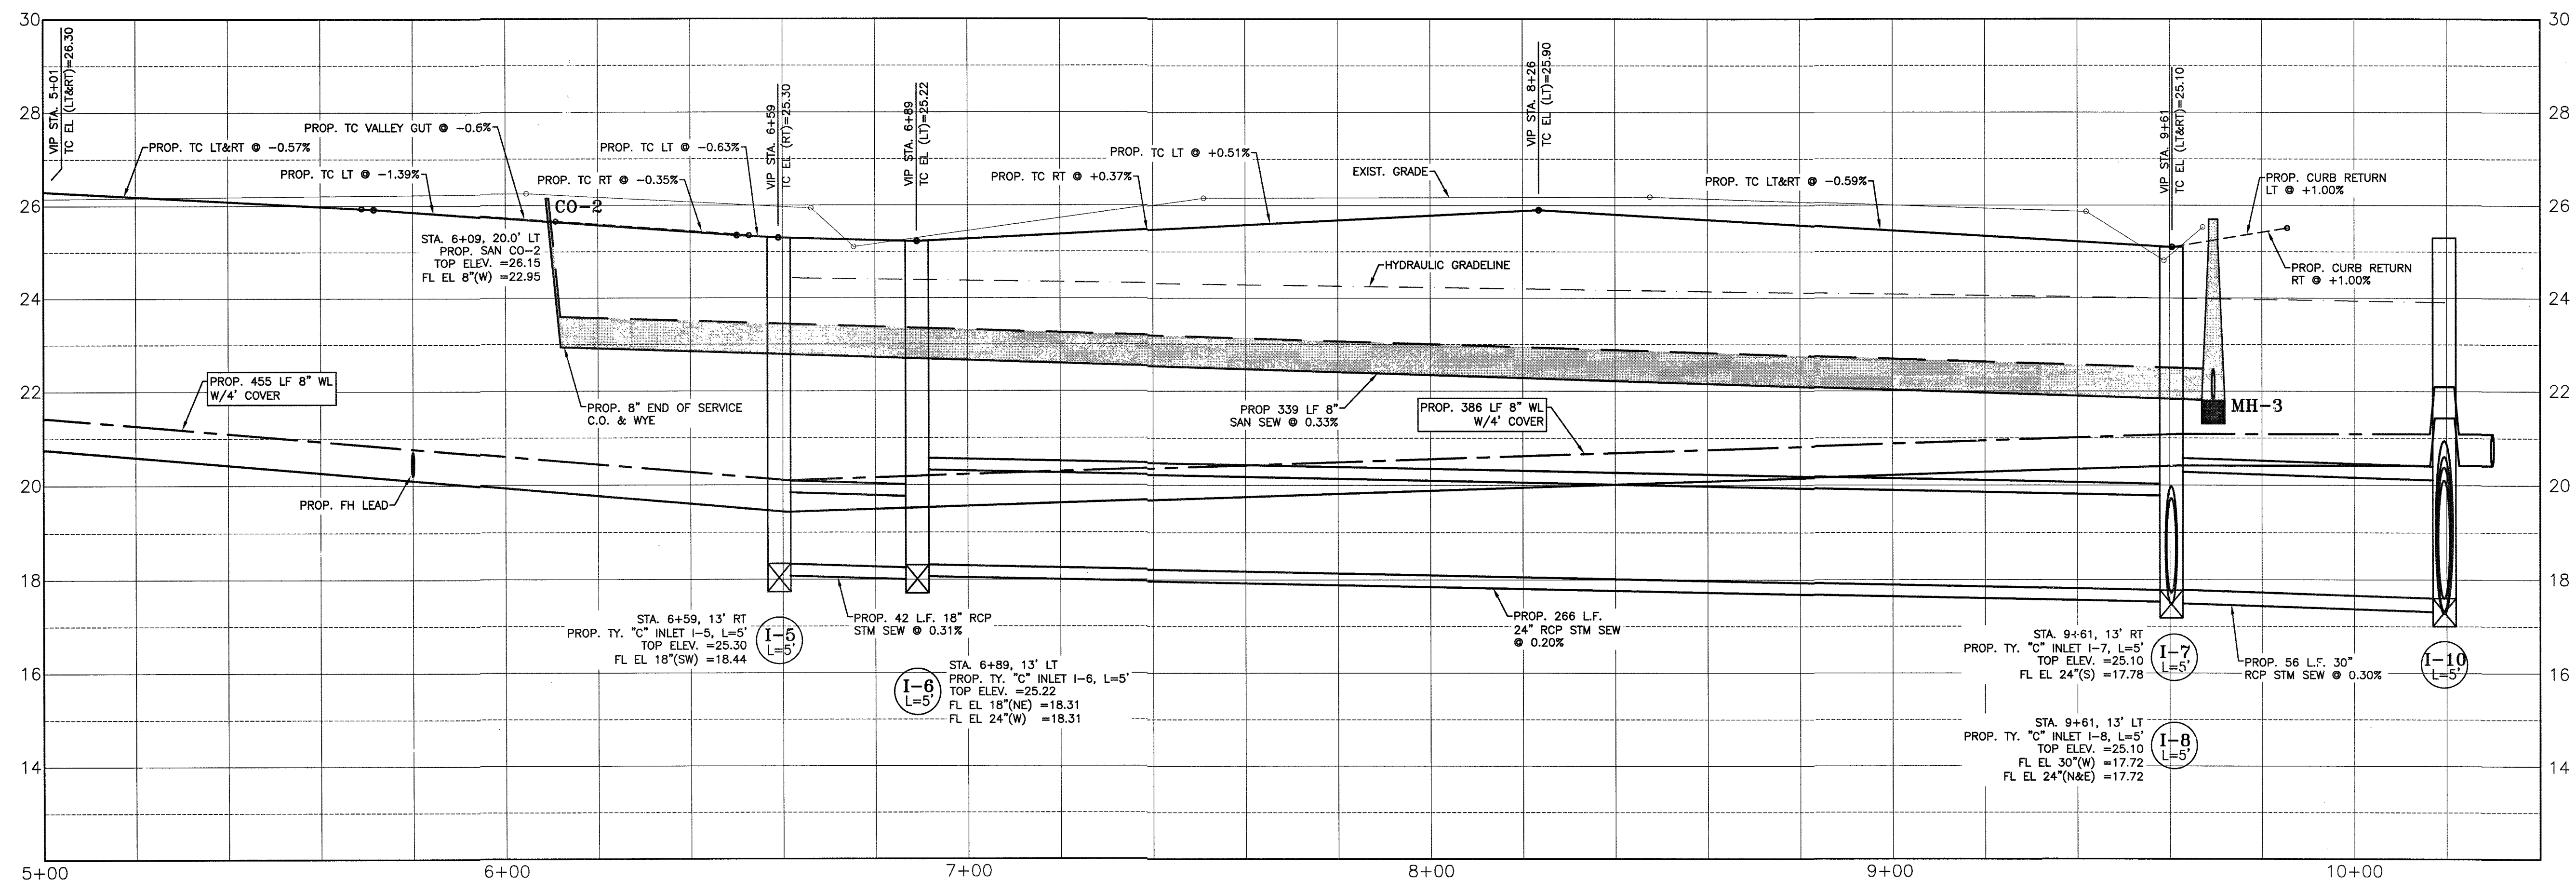 30
30
28
28
26
26
24
24
22
22
20
20
18
18
16
16
14
14
VIP STA. 5+01
TC EL (LT&RT)=26.30
PROP. TC LT&RT @ -0.57%
PROP. TC VALLEY GUT @ -0.6%
PROP. TC LT @ -1.39%
PROP. TC RT @ -0.35%
PROP. TC LT @ -0.63%
VIP STA. 6+59
TC EL (RT)=25.30
VIP STA. 6+89
TC EL (LT)=25.22
PROP. TC RT @ +0.37%
PROP. TC LT @ +0.51%
EXIST. GRADE
VIP STA. 8+26
TC EL (LT)=25.90
PROP. TC LT&RT @ -0.59%
VIP STA. 9+61
TC EL (LT&RT)=25.10
PROP. CURB RETURN
LT @ +1.00%
PROP. CURB RETURN
RT @ +1.00%
CO-2
STA. 6+09, 20.0' LT
PROP. SAN CO-2
TOP ELEV. =26.15
FL EL 8"(W) =22.95
HYDRAULIC GRADELINE
PROP. 455 LF 8" WL
W/4' COVER
PROP. 8" END OF SERVICE
C.O. & WYE
PROP 339 LF 8"
SAN SEW @ 0.33%
PROP. 386 LF 8" WL
W/4' COVER
MH-3
PROP. FH LEAD
STA. 6+59, 13' RT
PROP. TY. "C" INLET I-5, L=5'
TOP ELEV. =25.30
FL EL 18"(SW) =18.44
I-5
L=5'
PROP. 42 L.F. 18" RCP
STM SEW @ 0.31%
I-6
L=5'
STA. 6+89, 13' LT
PROP. TY. "C" INLET I-6, L=5'
TOP ELEV. =25.22
FL EL 18"(NE) =18.31
FL EL 24"(W) =18.31
PROP. 266 L.F.
24" RCP STM SEW
@ 0.20%
STA. 9+61, 13' RT
PROP. TY. "C" INLET I-7, L=5'
TOP ELEV. =25.10
FL EL 24"(S) =17.78
I-7
L=5'
PROP. 56 L.F. 30"
RCP STM SEW @ 0.30%
I-10
L=5'
STA. 9+61, 13' LT
PROP. TY. "C" INLET I-8, L=5'
TOP ELEV. =25.10
FL EL 30"(W) =17.72
FL EL 24"(N&E) =17.72
I-8
L=5'
5+00
6+00
7+00
8+00
9+00
10+00